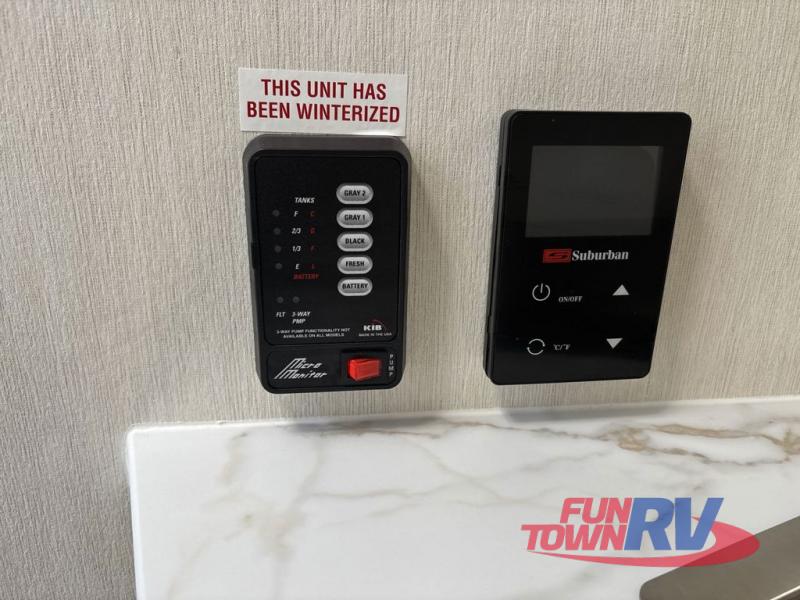 THIS UNIT HAS
BEEN WINTERIZED
TANKS
GRAY 2
F C
GRAY 1
2/3 G
BLACK
1/3 F
FRESH
E L
BATTERY
BATTERY
FLT 3-WAY
PMP
3-WAY PUMP FUNCTIONALITY NOT
AVAILABLE ON ALL MODELS
KIB
MADE IN THE USA
Micro
Monitor
PUMP
Suburban
ON/OFF
°C/°F
FUN
TOWN RV